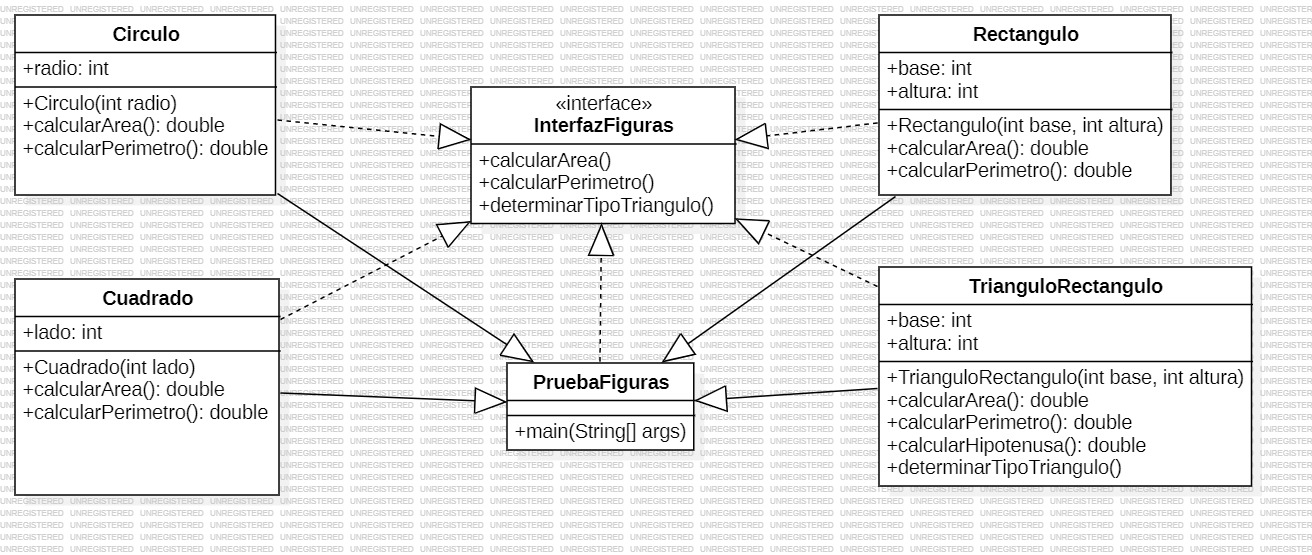 Circulo
+radio: int
+Circulo(int radio)
+calcularArea(): double
+calcularPerimetro(): double
«interface»
InterfazFiguras
+calcularArea()
+calcularPerimetro()
+determinarTipoTriangulo()
Rectangulo
+base: int
+altura: int
+Rectangulo(int base, int altura)
+calcularArea(): double
+calcularPerimetro(): double
Cuadrado
+lado: int
+Cuadrado(int lado)
+calcularArea(): double
+calcularPerimetro(): double
PruebaFiguras
+main(String[] args)
TrianguloRectangulo
+base: int
+altura: int
+TrianguloRectangulo(int base, int altura)
+calcularArea(): double
+calcularPerimetro(): double
+calcularHipotenusa(): double
+determinarTipoTriangulo()
UNREGISTERED